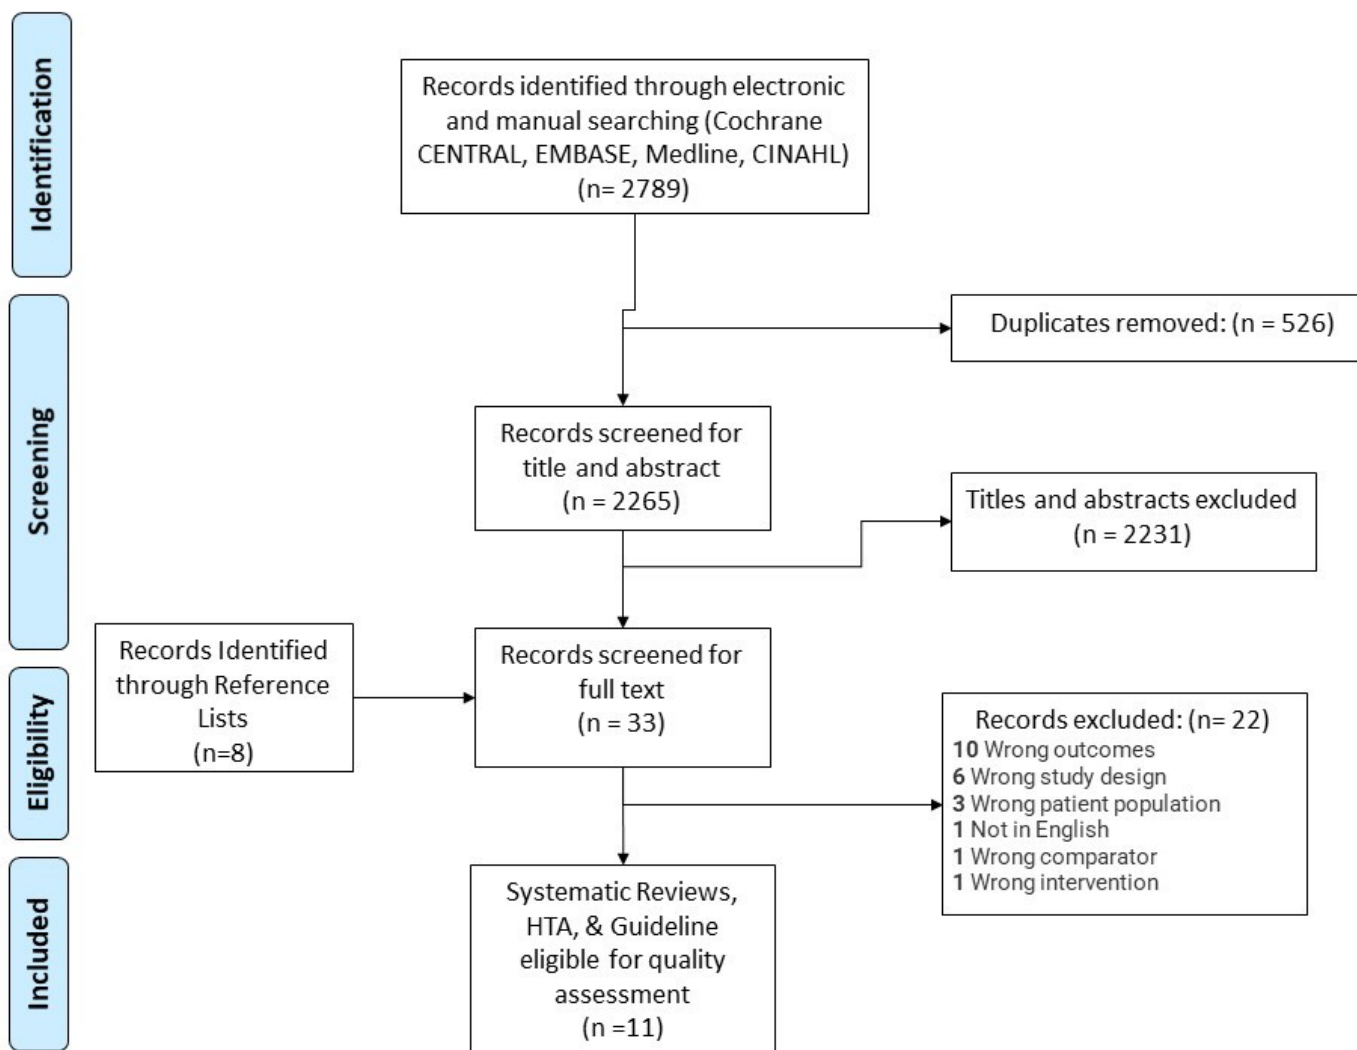 Identification
Records identified through electronic
and manual searching (Cochrane
CENTRAL, EMBASE, Medline, CINAHL)
(n= 2789)
Screening
Duplicates removed: (n = 526)
Records screened for
title and abstract
(n = 2265)
Titles and abstracts excluded
(n = 2231)
Records Identified
through Reference
Lists
(n=8)
Records screened for
full text
(n = 33)
Eligibility
Records excluded: (n= 22)
10 Wrong outcomes
6 Wrong study design
3 Wrong patient population
1 Not in English
1 Wrong comparator
1 Wrong intervention
Included
Systematic Reviews,
HTA, & Guideline
eligible for quality
assessment
(n =11)